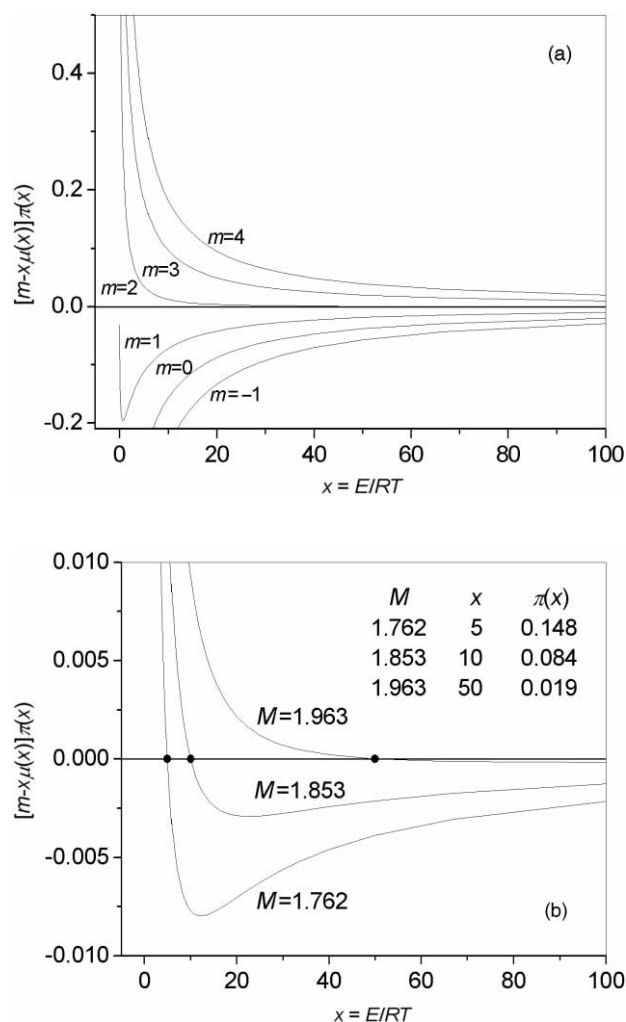 (a)
0.4
0.2
0.0
-0.2
[m-xμ(x)]π(x)
m=4
m=3
m=2
m=1
m=0
m=−1
0 20 40 60 80 100
x = E/RT
0.010
0.005
0.000
-0.005
-0.010
[m-xμ(x)]π(x)
M x π(x)
1.762 5 0.148
1.853 10 0.084
1.963 50 0.019
M=1.963
M=1.853
M=1.762
(b)
0 20 40 60 80 100
x = E/RT